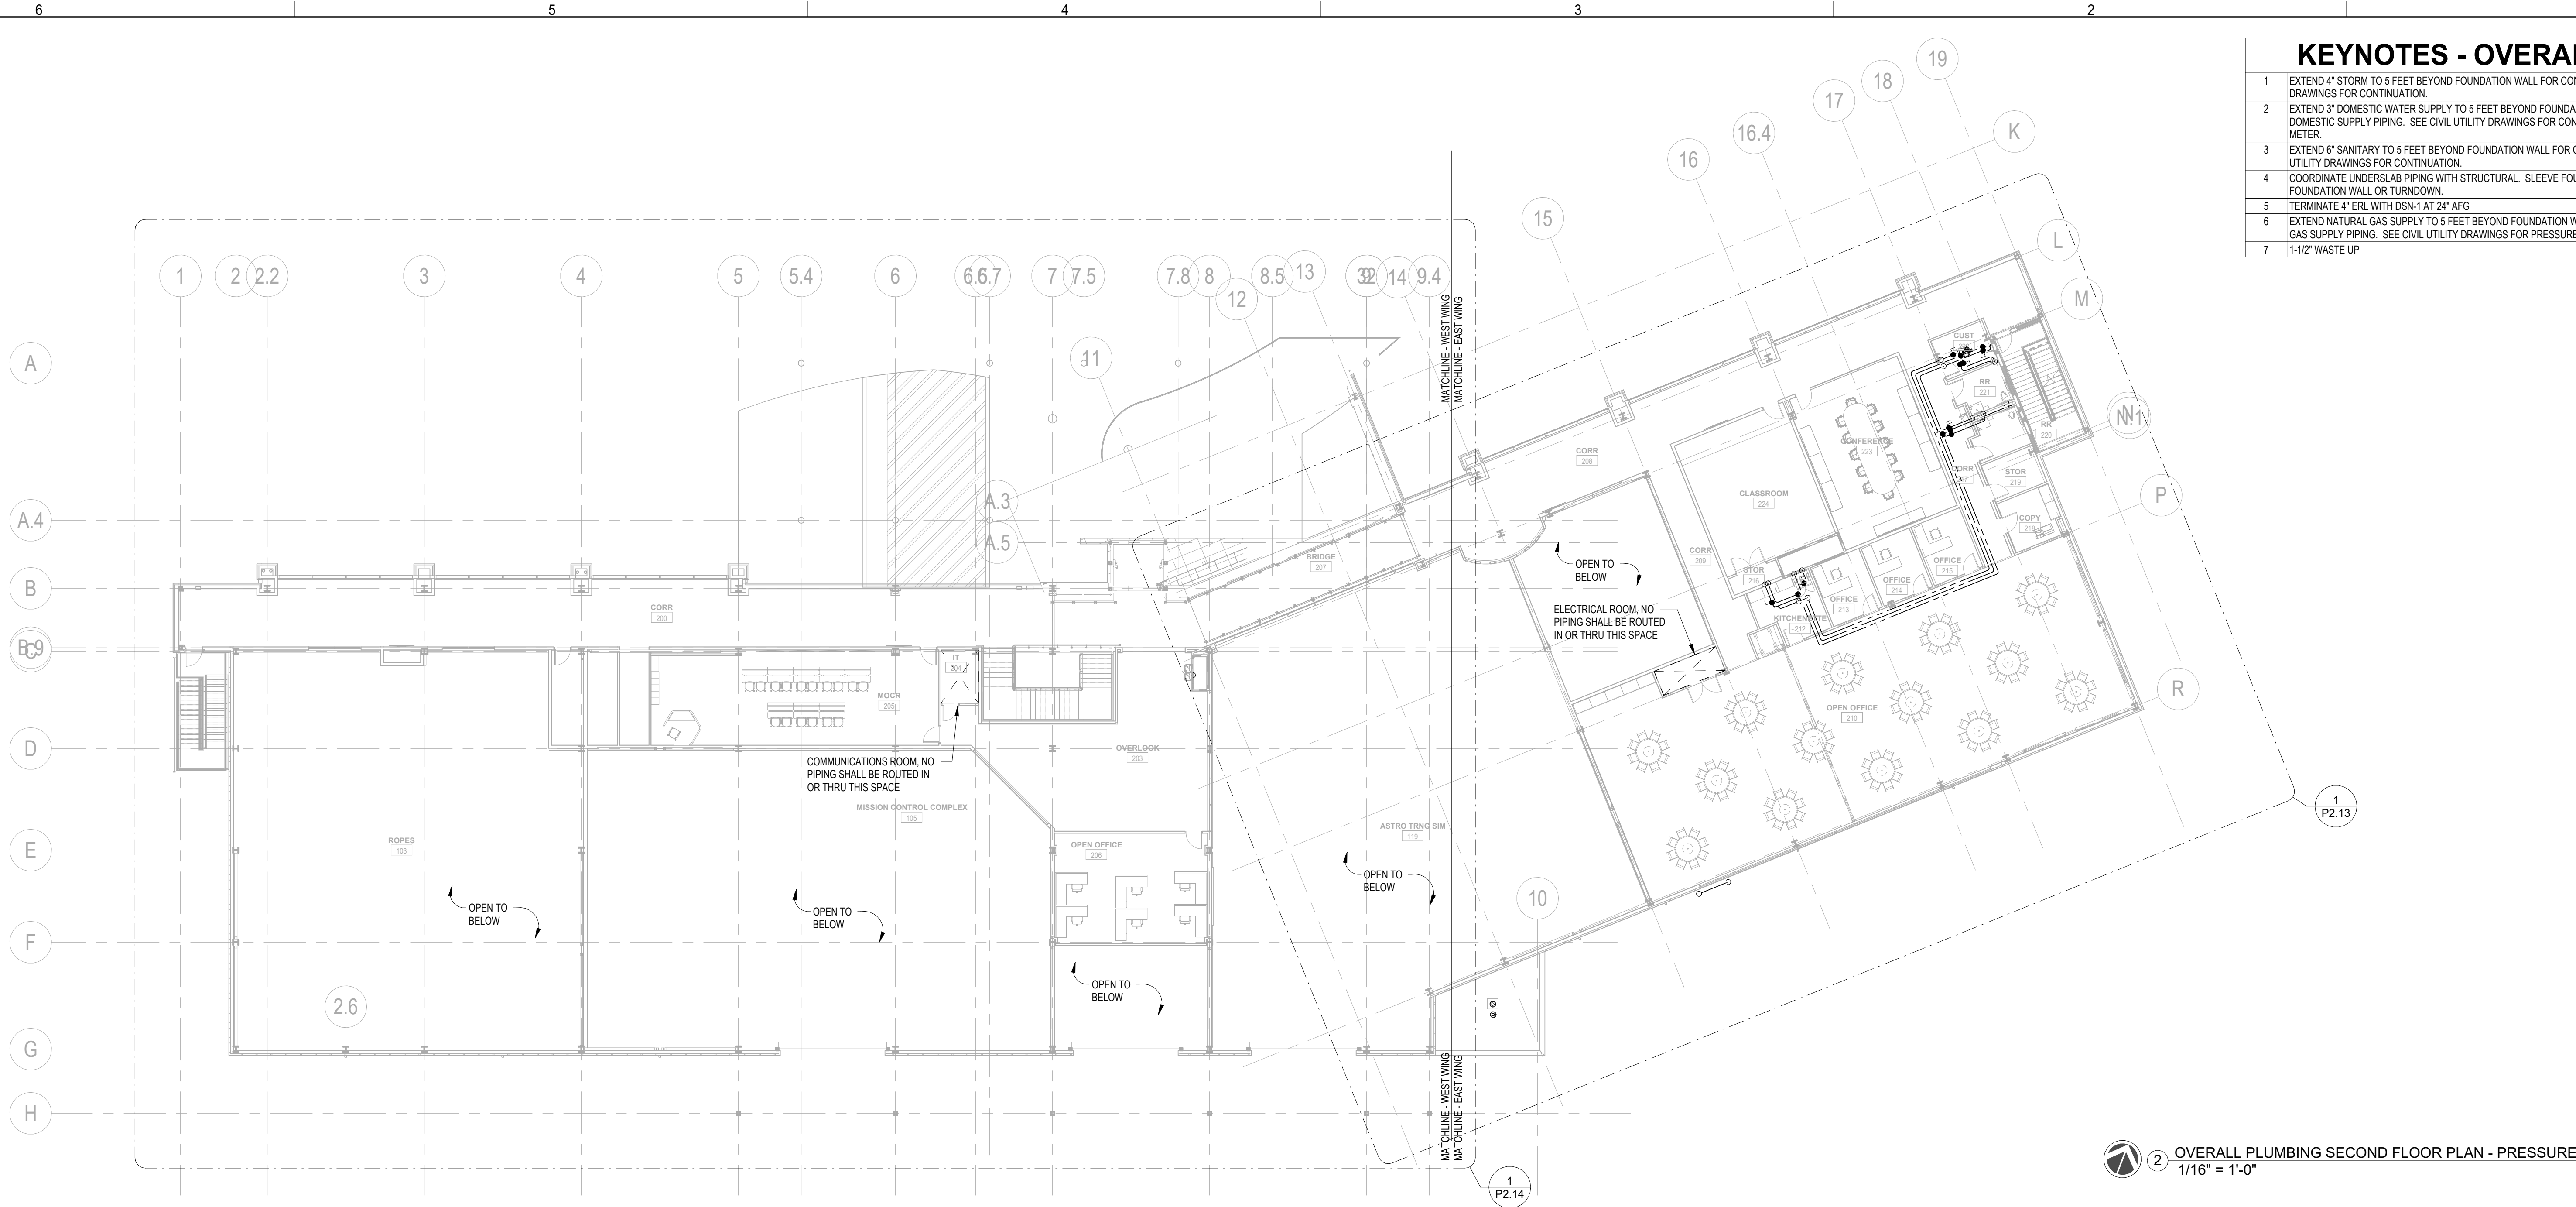 6
5
4
3
2
KEYNOTES - OVERAL
1 EXTEND 4" STORM TO 5 FEET BEYOND FOUNDATION WALL FOR
DRAWINGS FOR CONTINUATION.
2 EXTEND 3" DOMESTIC WATER SUPPLY TO 5 FEET BEYOND
DOMESTIC SUPPLY PIPING. SEE CIVIL UTILITY DRAWINGS FOR
METER.
3 EXTEND 6" SANITARY TO 5 FEET BEYOND FOUNDATION WALL FOR
UTILITY DRAWINGS FOR CONTINUATION.
4 COORDINATE UNDERSLAB PIPING WITH STRUCTURAL. SLEEVE
FOUNDATION WALL OR TURNDOWN.
5 TERMINATE 4" ERL WITH DSN-1 AT 24" AFG
6 EXTEND NATURAL GAS SUPPLY TO 5 FEET BEYOND FOUNDATION
GAS SUPPLY PIPING. SEE CIVIL UTILITY DRAWINGS FOR PRESSURE
7 1-1/2" WASTE UP
19
18
17
16.4
16
15
K
L
M
N
N.1
P
R
1
2
2.2
3
4
5
5.4
6
6.7
7
7.5
7.8
8
8.5
9.4
11
12
13
14
10
2.6
A
A.3
A.4
A.5
B
B.9
C
D
E
F
G
H
MATCHLINE - WEST WING
MATCHLINE - EAST WING
CUST
RR
221
RR
220
STOR
219
COPY
218
CONFERENCE
223
CLASSROOM
224
CORR
208
CORR
209
STOR
216
OFFICE
215
OFFICE
214
OFFICE
213
KITCHENETTE
212
OPEN OFFICE
210
BRIDGE
207
OPEN TO
BELOW
ELECTRICAL ROOM, NO
PIPING SHALL BE ROUTED
IN OR THRU THIS SPACE
CORR
200
IT
204
MOCR
205
OVERLOOK
203
COMMUNICATIONS ROOM, NO
PIPING SHALL BE ROUTED IN
OR THRU THIS SPACE
MISSION CONTROL COMPLEX
105
ROPES
103
OPEN OFFICE
206
ASTRO TRNG SIM
119
OPEN TO
BELOW
OPEN TO
BELOW
OPEN TO
BELOW
OPEN TO
BELOW
MATCHLINE - WEST WING
MATCHLINE - EAST WING
1
P2.13
1
P2.14
2 OVERALL PLUMBING SECOND FLOOR PLAN - PRESSURE
1/16" = 1'-0"